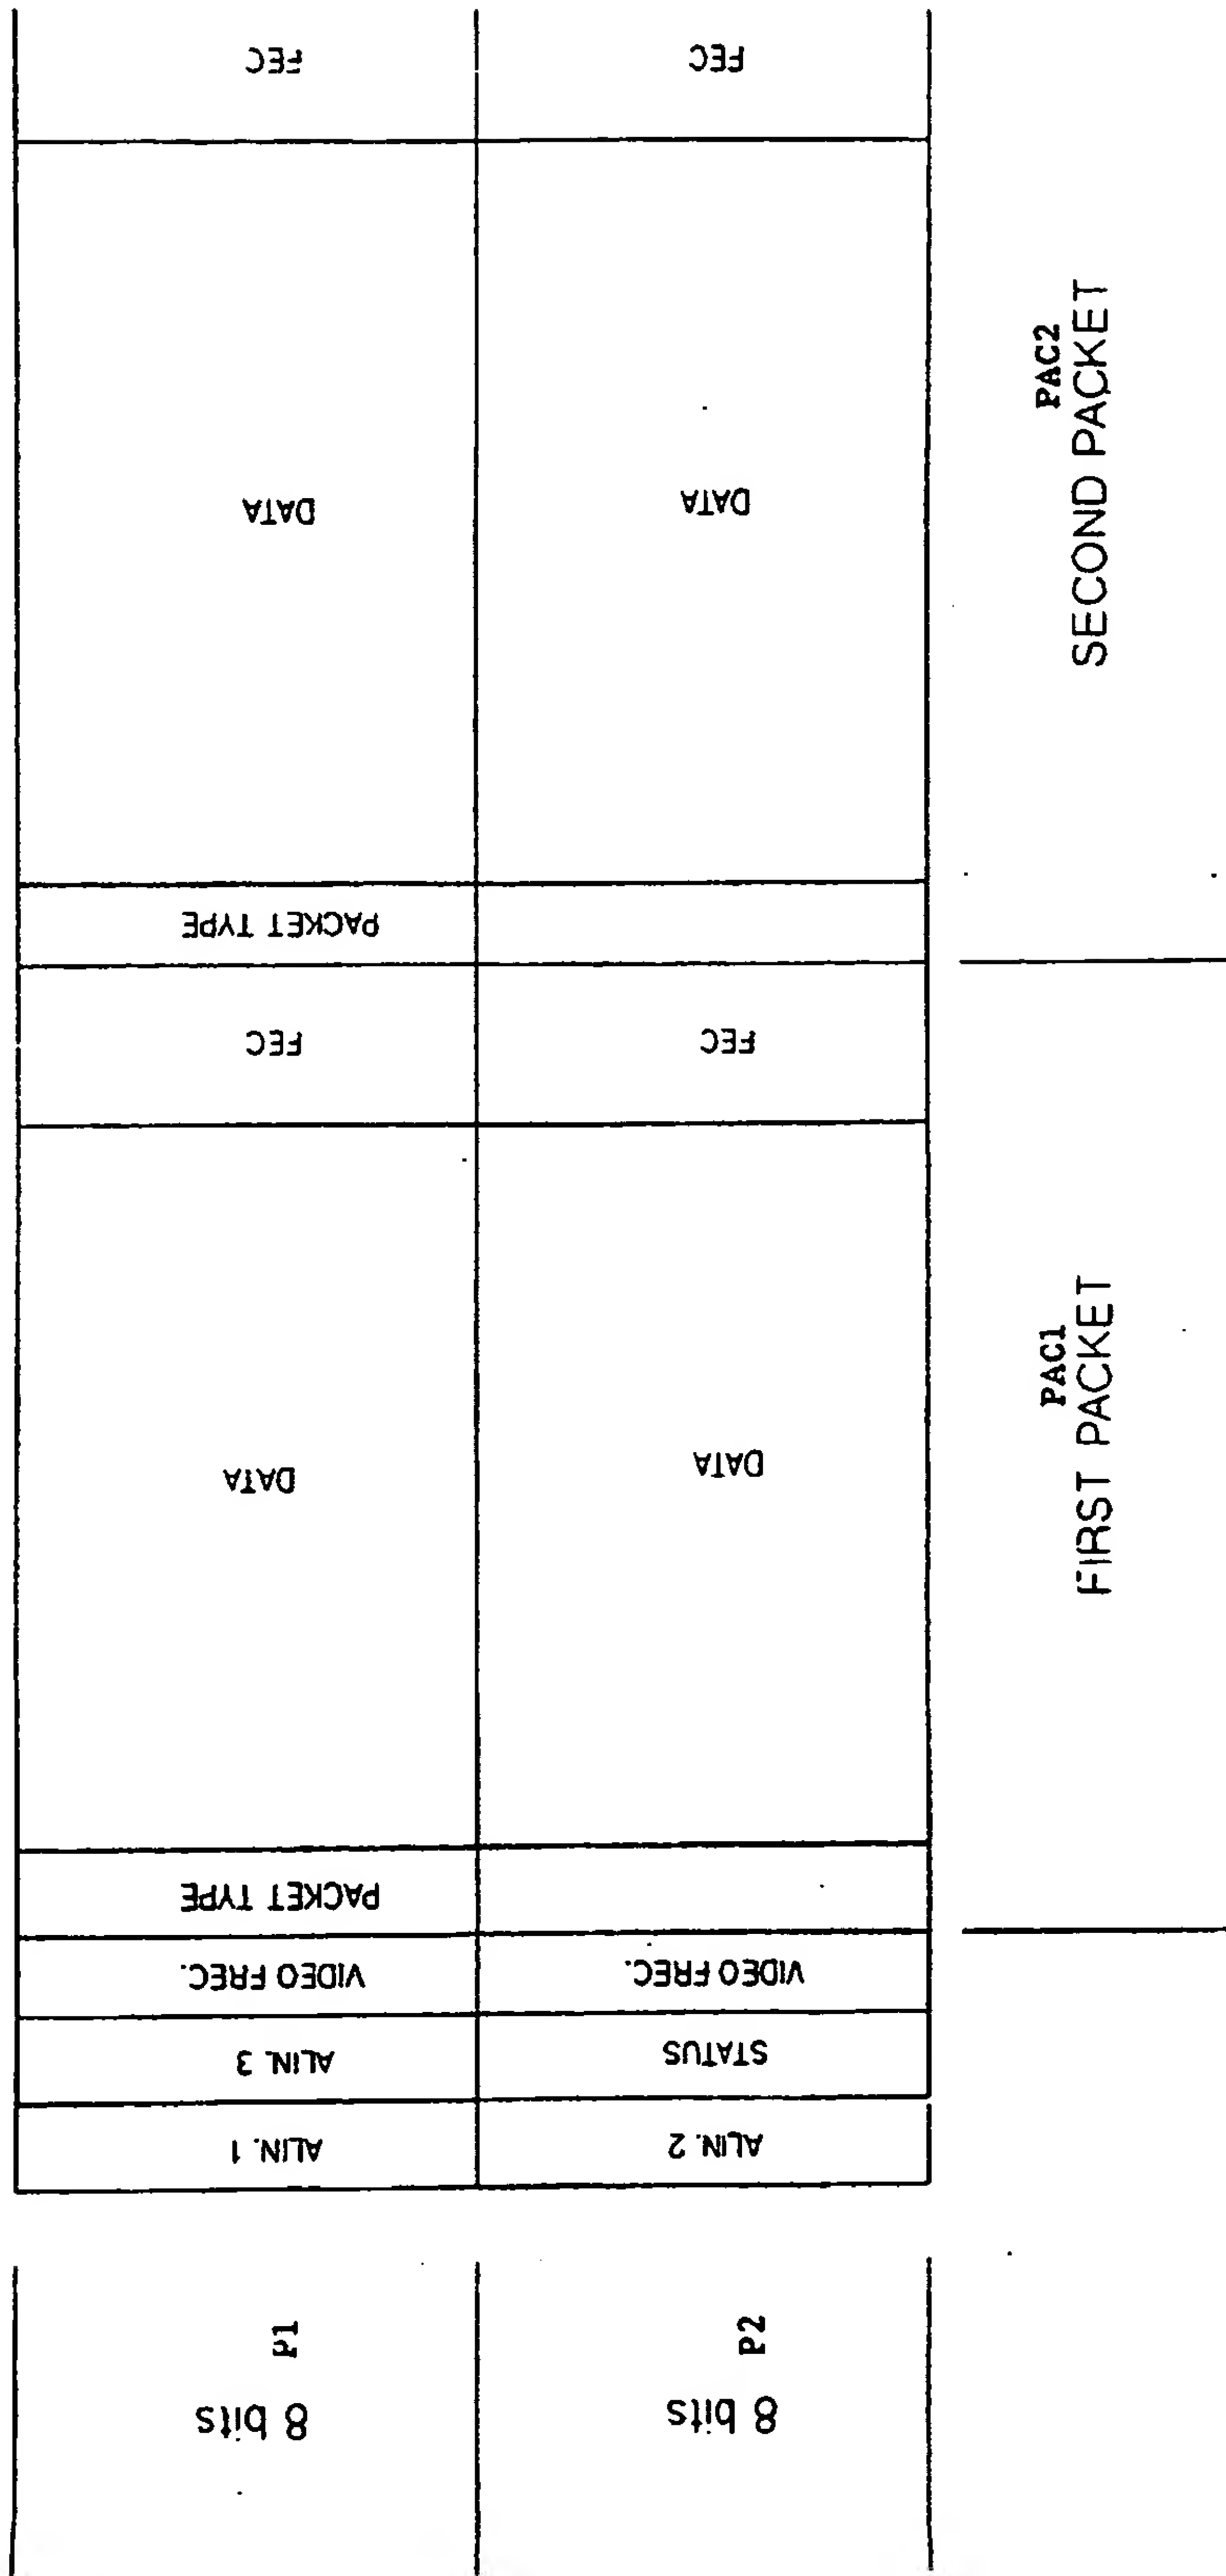 8 bits P1
ALIN. 1
ALIN. 3
VIDEO FREC.
PACKET TYPE
DATA
FEC
PACKET TYPE
DATA
FEC
8 bits P2
ALIN. 2
STATUS
VIDEO FREC.
DATA
FEC
DATA
FEC
PAC1
FIRST PACKET
PAC2
SECOND PACKET